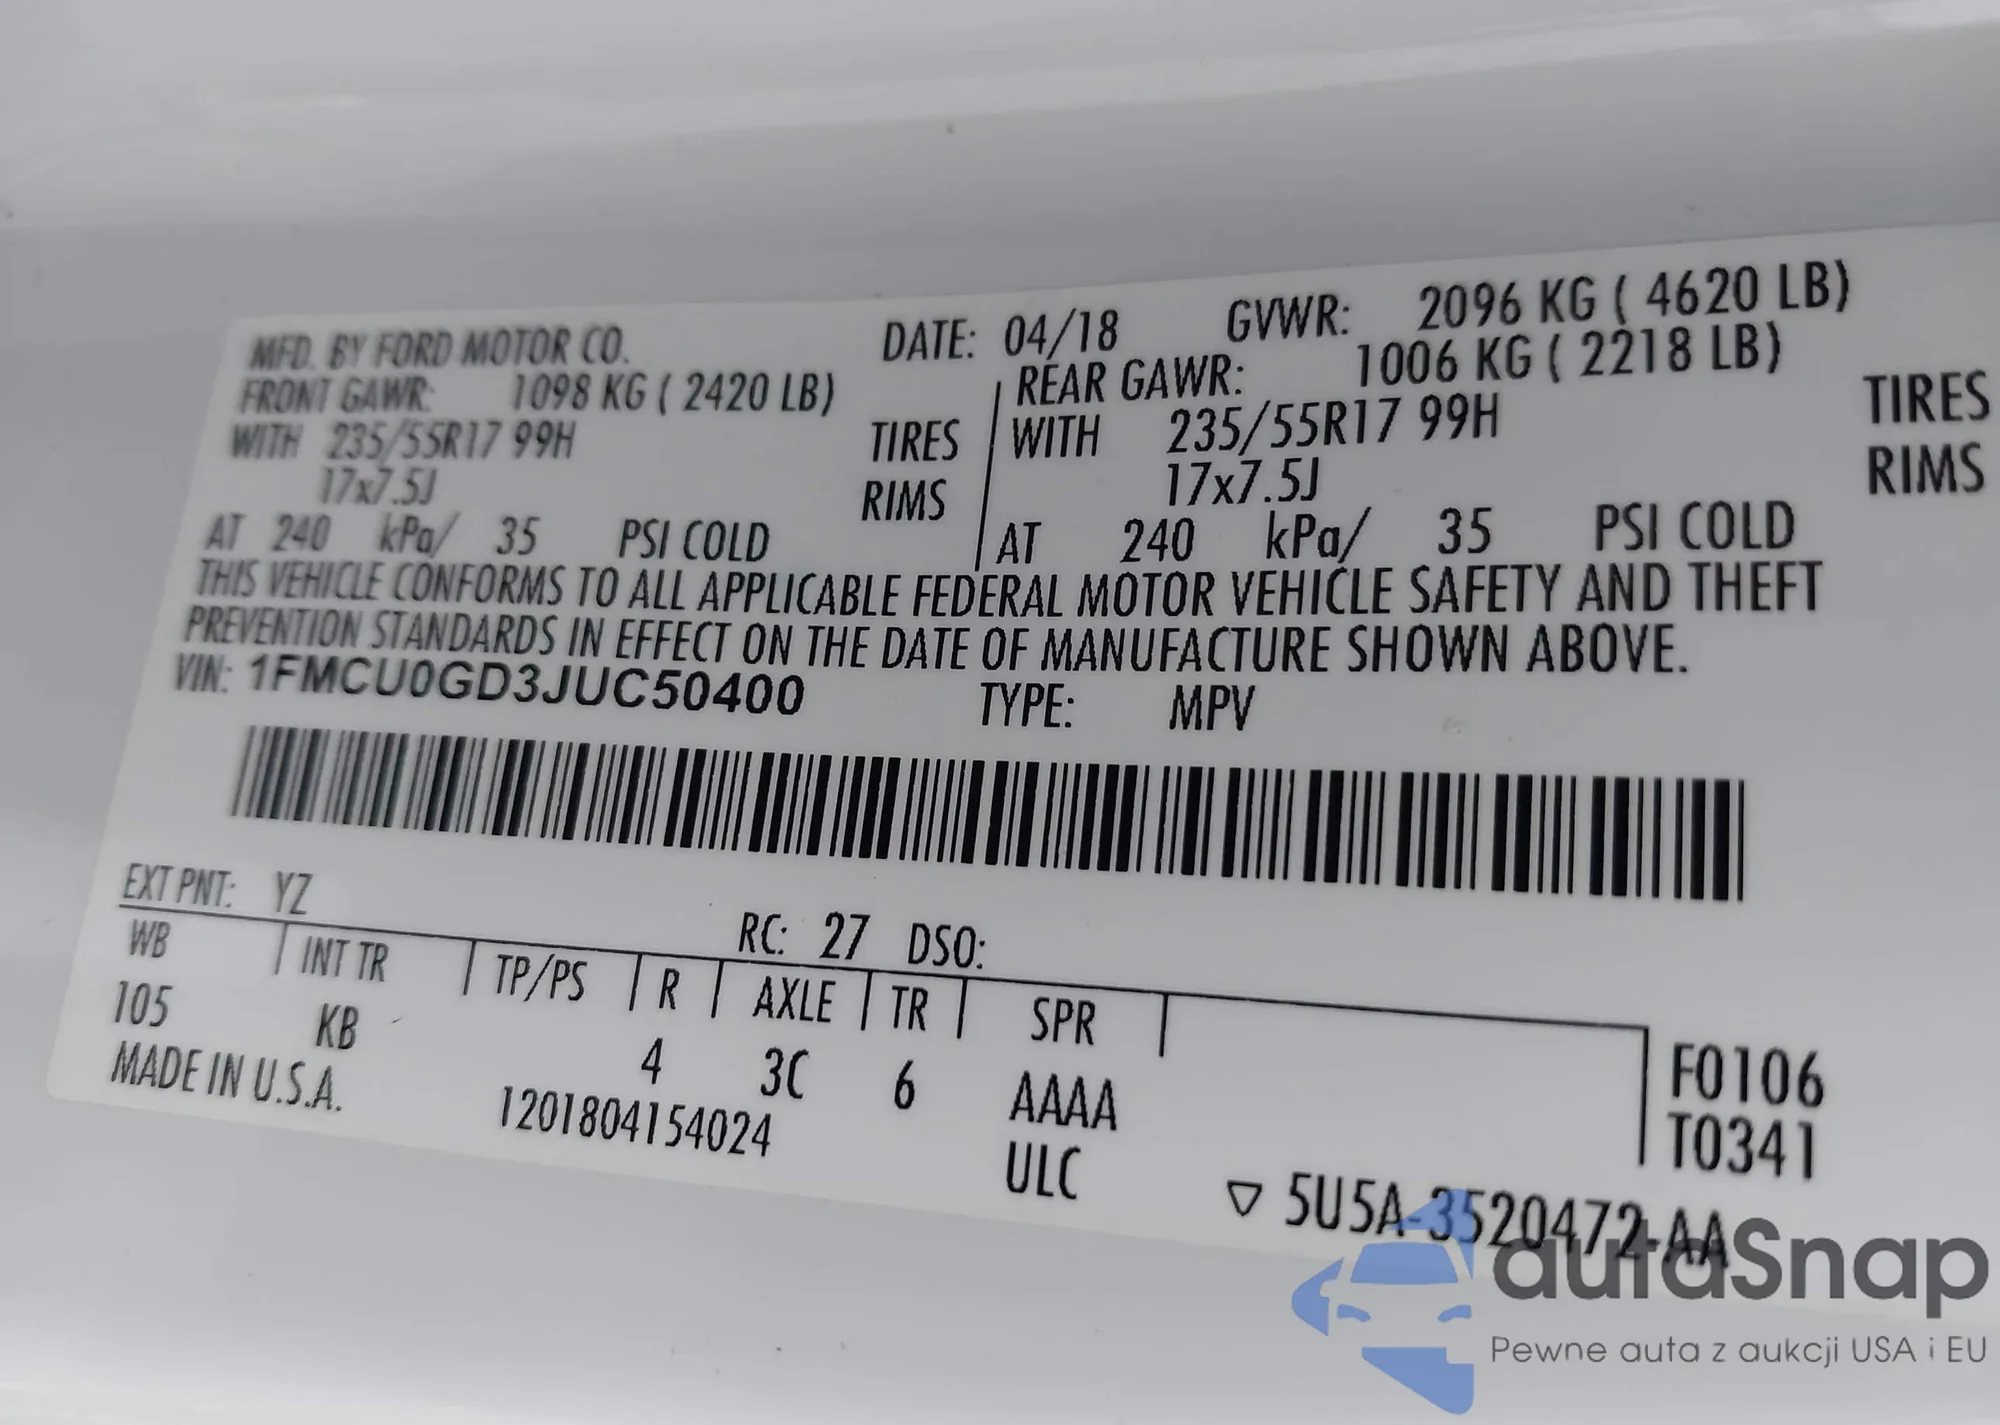 MFD. BY FORD MOTOR CO. DATE: 04/18 GVWR: 2096 KG ( 4620 LB)
FRONT GAWR: 1098 KG ( 2420 LB) REAR GAWR: 1006 KG ( 2218 LB)
WITH 235/55R17 99H TIRES WITH 235/55R17 99H TIRES
17x7.5J RIMS 17x7.5J RIMS
AT 240 kPa/ 35 PSI COLD AT 240 kPa/ 35 PSI COLD
THIS VEHICLE CONFORMS TO ALL APPLICABLE FEDERAL MOTOR VEHICLE SAFETY AND THEFT
PREVENTION STANDARDS IN EFFECT ON THE DATE OF MANUFACTURE SHOWN ABOVE.
VIN: 1FMCU0GD3JUC50400 TYPE: MPV
EXT PNT: YZ RC: 27 DSO:
WB INT TR TP/PS R AXLE TR SPR
105 KB 4 3C 6 AAAA F0106
MADE IN U.S.A. 1201804154024 ULC T0341
▽ 5U5A-3520472-AA
autaSnap
Pewne auta z aukcji USA i EU